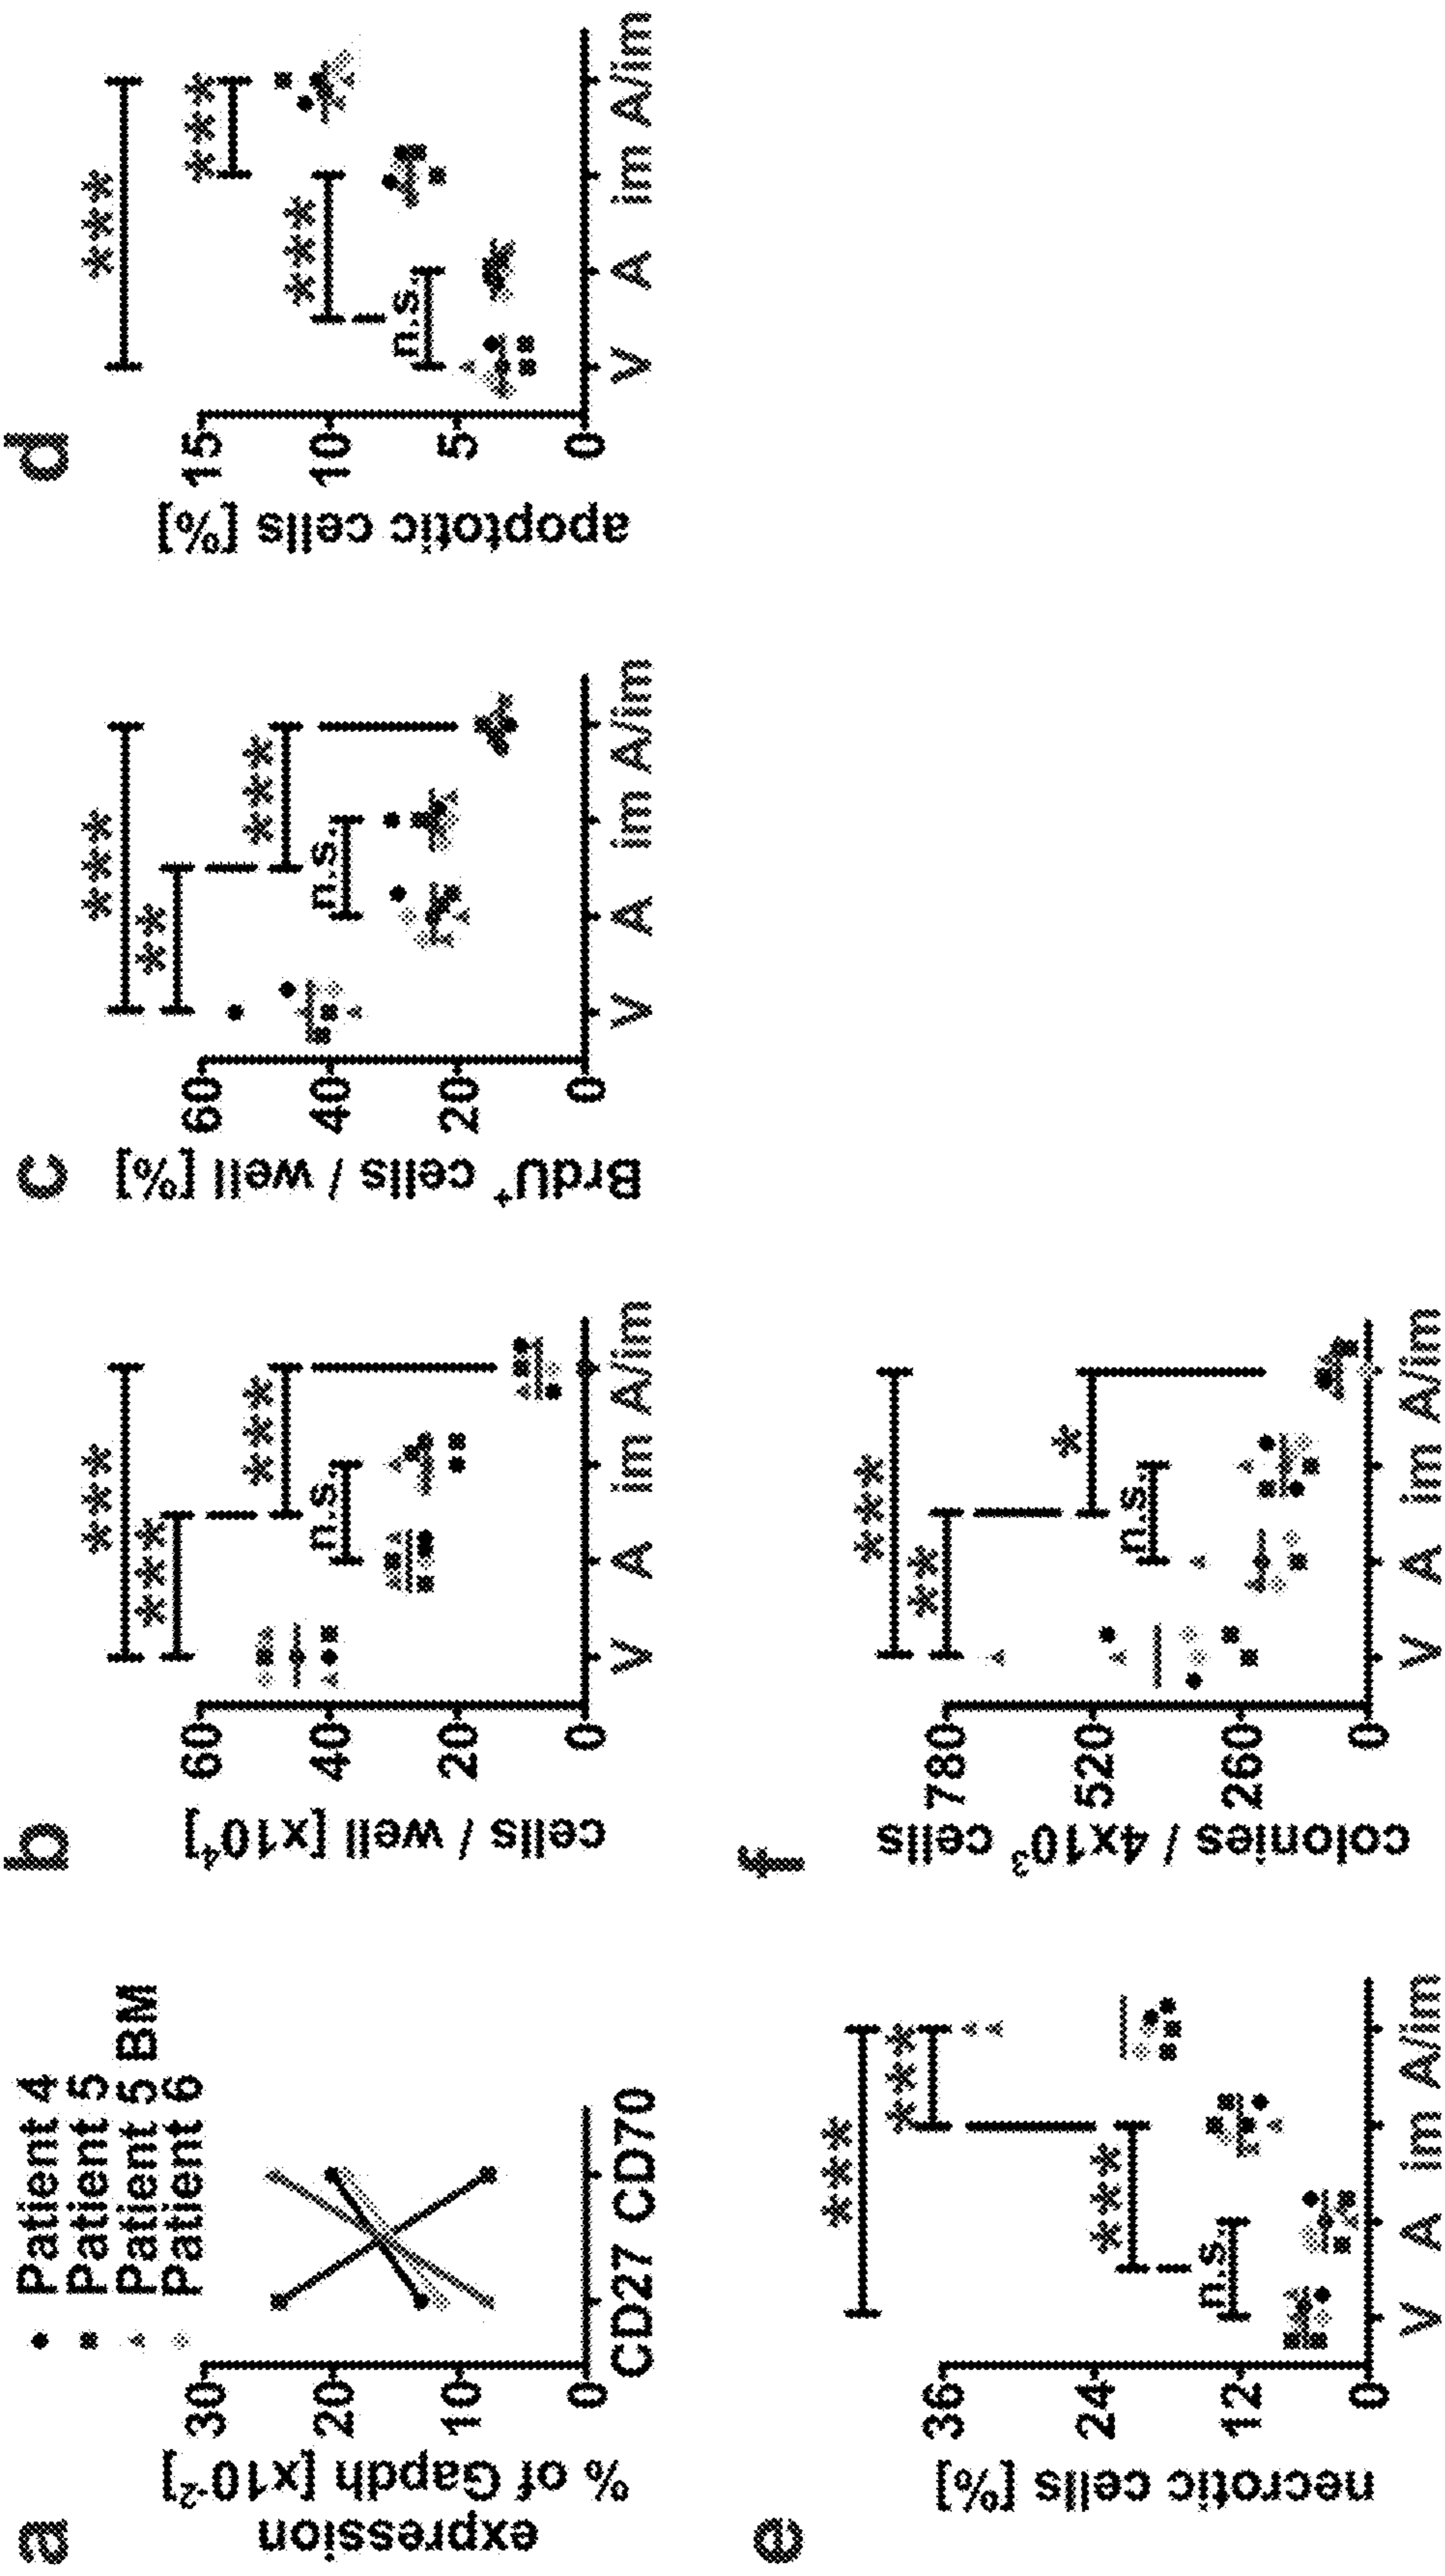 a
Patient 4
Patient 5
Patient 5 BM
Patient 6
expression
% of Gapdh [x10-2]
30
20
10
0
CD27 CD70
b
cells / well [x104]
60
40
20
0
***
***
***
n.s.
V A im A/im
c
BrdU+ cells / well [%]
60
40
20
0
***
**
***
n.s.
V A im A/im
d
apoptotic cells [%]
15
10
5
0
***
***
***
n.s.
V A im A/im
e
necrotic cells [%]
36
24
12
0
***
***
***
n.s.
V A im A/im
f
colonies / 4x103 cells
780
520
260
0
***
**
*
n.s.
V A im A/im